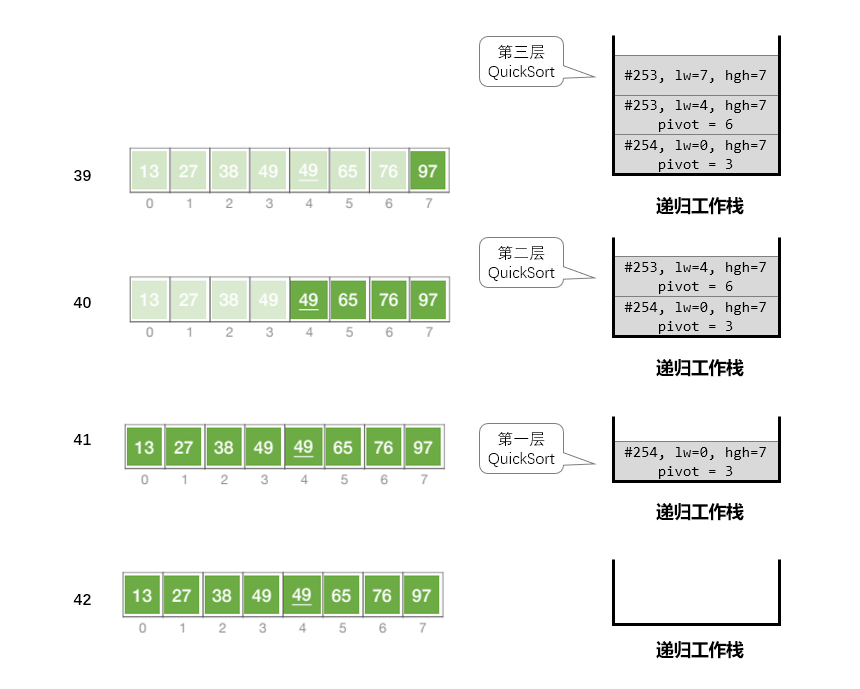 第三层
QuickSort
#253, lw=7, hgh=7
#253, lw=4, hgh=7
pivot = 6
#254, lw=0, hgh=7
pivot = 3
递归工作栈
39
13 27 38 49 49 65 76 97
0 1 2 3 4 5 6 7
第二层
QuickSort
#253, lw=4, hgh=7
pivot = 6
#254, lw=0, hgh=7
pivot = 3
递归工作栈
40
13 27 38 49 49 65 76 97
0 1 2 3 4 5 6 7
第一层
QuickSort
#254, lw=0, hgh=7
pivot = 3
递归工作栈
41
13 27 38 49 49 65 76 97
0 1 2 3 4 5 6 7
42
13 27 38 49 49 65 76 97
0 1 2 3 4 5 6 7
递归工作栈